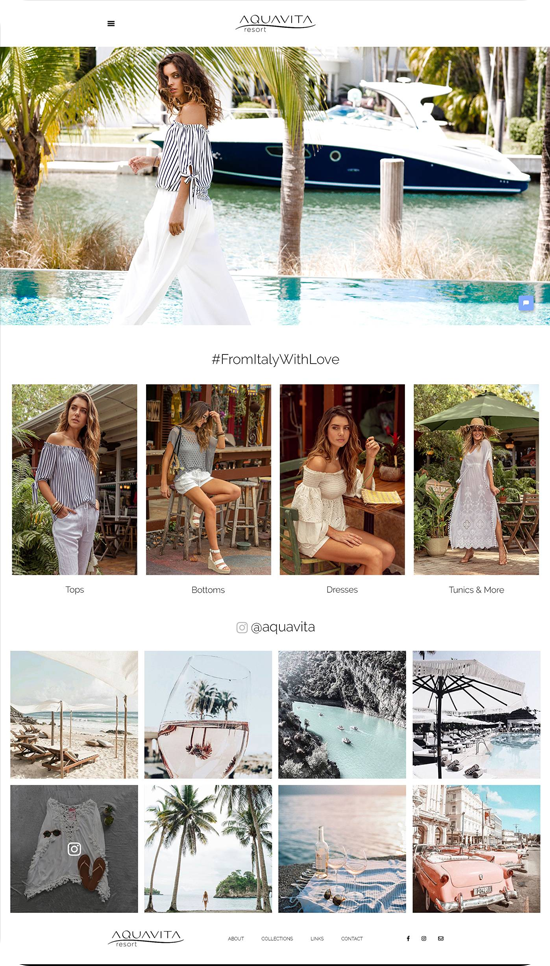 AQUAVITA
resort
#FromItalyWithLove
Tops Bottoms Dresses Tunics & More
@aquavita
AQUAVITA
resort
ABOUT COLLECTIONS LINKS CONTACT